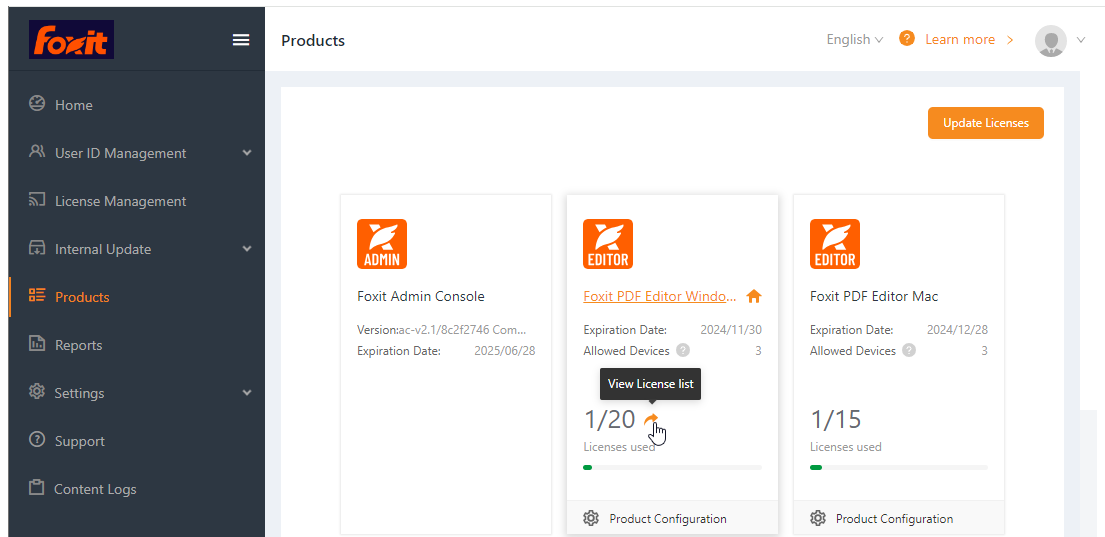 Foxit
Products
English
?
Learn more
Home
User ID Management
License Management
Internal Update
Products
Reports
Settings
Support
Content Logs
Update Licenses
ADMIN
Foxit Admin Console
Version:ac-v2.1/8c2f2746 Com...
Expiration Date: 2025/06/28
EDITOR
Foxit PDF Editor Windo...
Expiration Date: 2024/11/30
Allowed Devices ? 3
View License list
1/20
Licenses used
Product Configuration
EDITOR
Foxit PDF Editor Mac
Expiration Date: 2024/12/28
Allowed Devices ? 3
1/15
Licenses used
Product Configuration